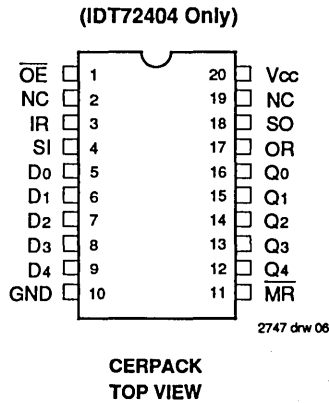 (IDT72404 Only)
OE 1 20 Vcc
NC 2 19 NC
IR 3 18 SO
SI 4 17 OR
D0 5 16 Q0
D1 6 15 Q1
D2 7 14 Q2
D3 8 13 Q3
D4 9 12 Q4
GND 10 11 MR
2747 drw 06
CERPACK
TOP VIEW